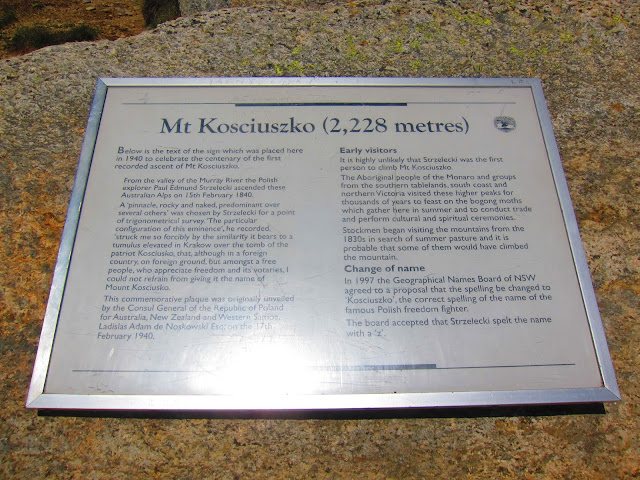 Mt Kosciuszko (2,228 metres)
Below is the text of the sign which was placed here
in 1940 to celebrate the centenary of the first
recorded ascent of Mt Kosciuszko.
From the valley of the Murray River the Polish
explorer Paul Edmund Strzelecki ascended these
Australian Alps on 15th February 1840.
A 'pinnacle, rocky and naked, predominant over
several others' was chosen by Strzelecki for a point
of trigonometrical survey. 'The particular
configuration of this eminence', he recorded,
'struck me so forcibly by the similarity it bears to a
tumulus elevated in Krakow over the tomb of the
patriot Kosciusko, that, although in a foreign
country, on foreign ground, but amongst a free
people, who appreciate freedom and its votaries, I
could not refrain from giving it the name of
Mount Kosciusko.
This commemorative plaque was originally unveiled
by the Consul General of the Republic of Poland
for Australia, New Zealand and Western Samoa,
Ladislas Adam de Noskowski Esq; on the 17th
February 1940.
Early visitors
It is highly unlikely that Strzelecki was the first
person to climb Mt Kosciuszko.
The Aboriginal people of the Monaro and groups
from the southern tablelands, south coast and
northern Victoria visited these higher peaks for
thousands of years to feast on the bogong moths
which gather here in summer and to conduct trade
and perform cultural and spiritual ceremonies.
Stockmen began visiting the mountains from the
1830s in search of summer pasture and it is
probable that some of them would have climbed
the mountain.
Change of name
In 1997 the Geographical Names Board of NSW
agreed to a proposal that the spelling be changed to
'Kosciuszko', the correct spelling of the name of the
famous Polish freedom fighter.
The board accepted that Strzelecki spelt the name
with a 'z'.